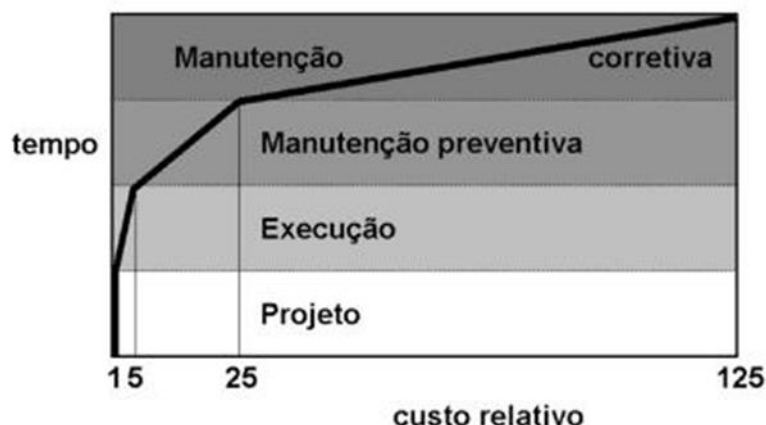 Manutenção corretiva
tempo
Manutenção preventiva
Execução
Projeto
1 5 25 125
custo relativo